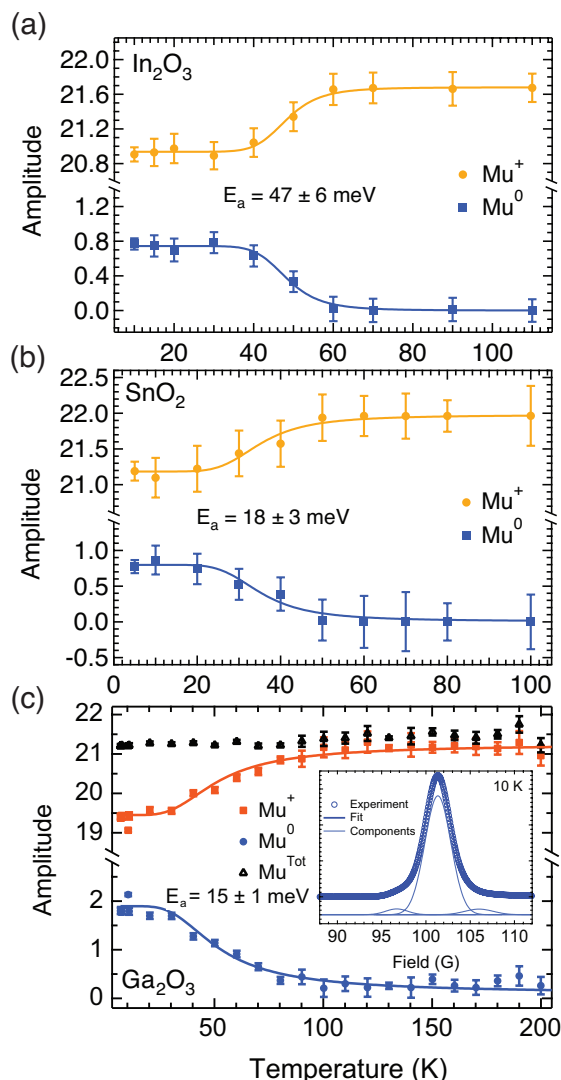 (a)
In2O3
22.0
21.6
21.2
20.8
1.2
0.8
0.4
0.0
Amplitude
Mu+
Ea = 47 ± 6 meV
Mu0
20 40 60 80 100
(b)
SnO2
22.5
22.0
21.5
21.0
1.0
0.5
0.0
-0.5
Amplitude
Mu+
Ea = 18 ± 3 meV
Mu0
0 20 40 60 80 100
(c)
22
21
20
19
3
2
1
0
Amplitude
Mu+
Mu0
MuTot
Ea = 15 ± 1 meV
10 K
Experiment
Fit
Components
90 95 100 105 110
Field (G)
Ga2O3
50 100 150 200
Temperature (K)